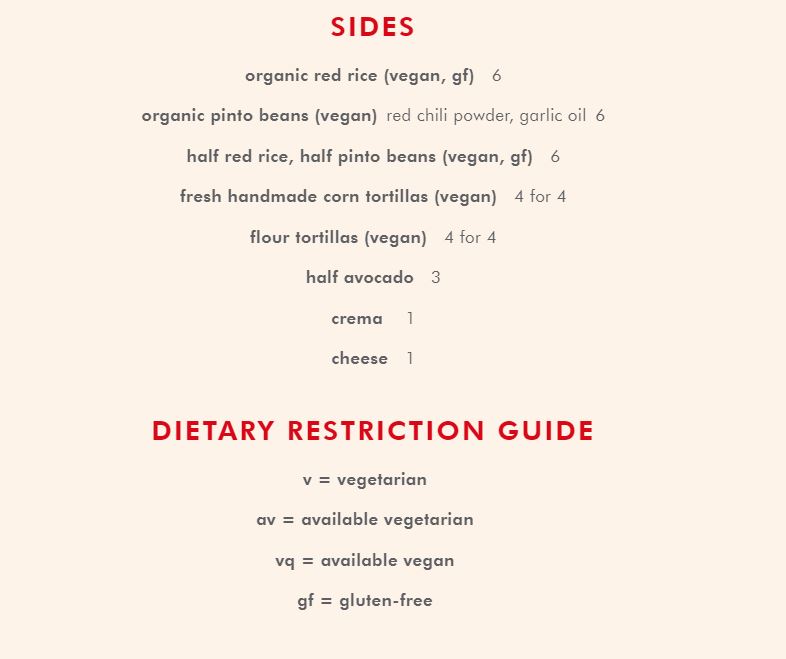 SIDES
organic red rice (vegan, gf) 6
organic pinto beans (vegan) red chili powder, garlic oil 6
half red rice, half pinto beans (vegan, gf) 6
fresh handmade corn tortillas (vegan) 4 for 4
flour tortillas (vegan) 4 for 4
half avocado 3
crema 1
cheese 1
DIETARY RESTRICTION GUIDE
v = vegetarian
av = available vegetarian
vq = available vegan
gf = gluten-free